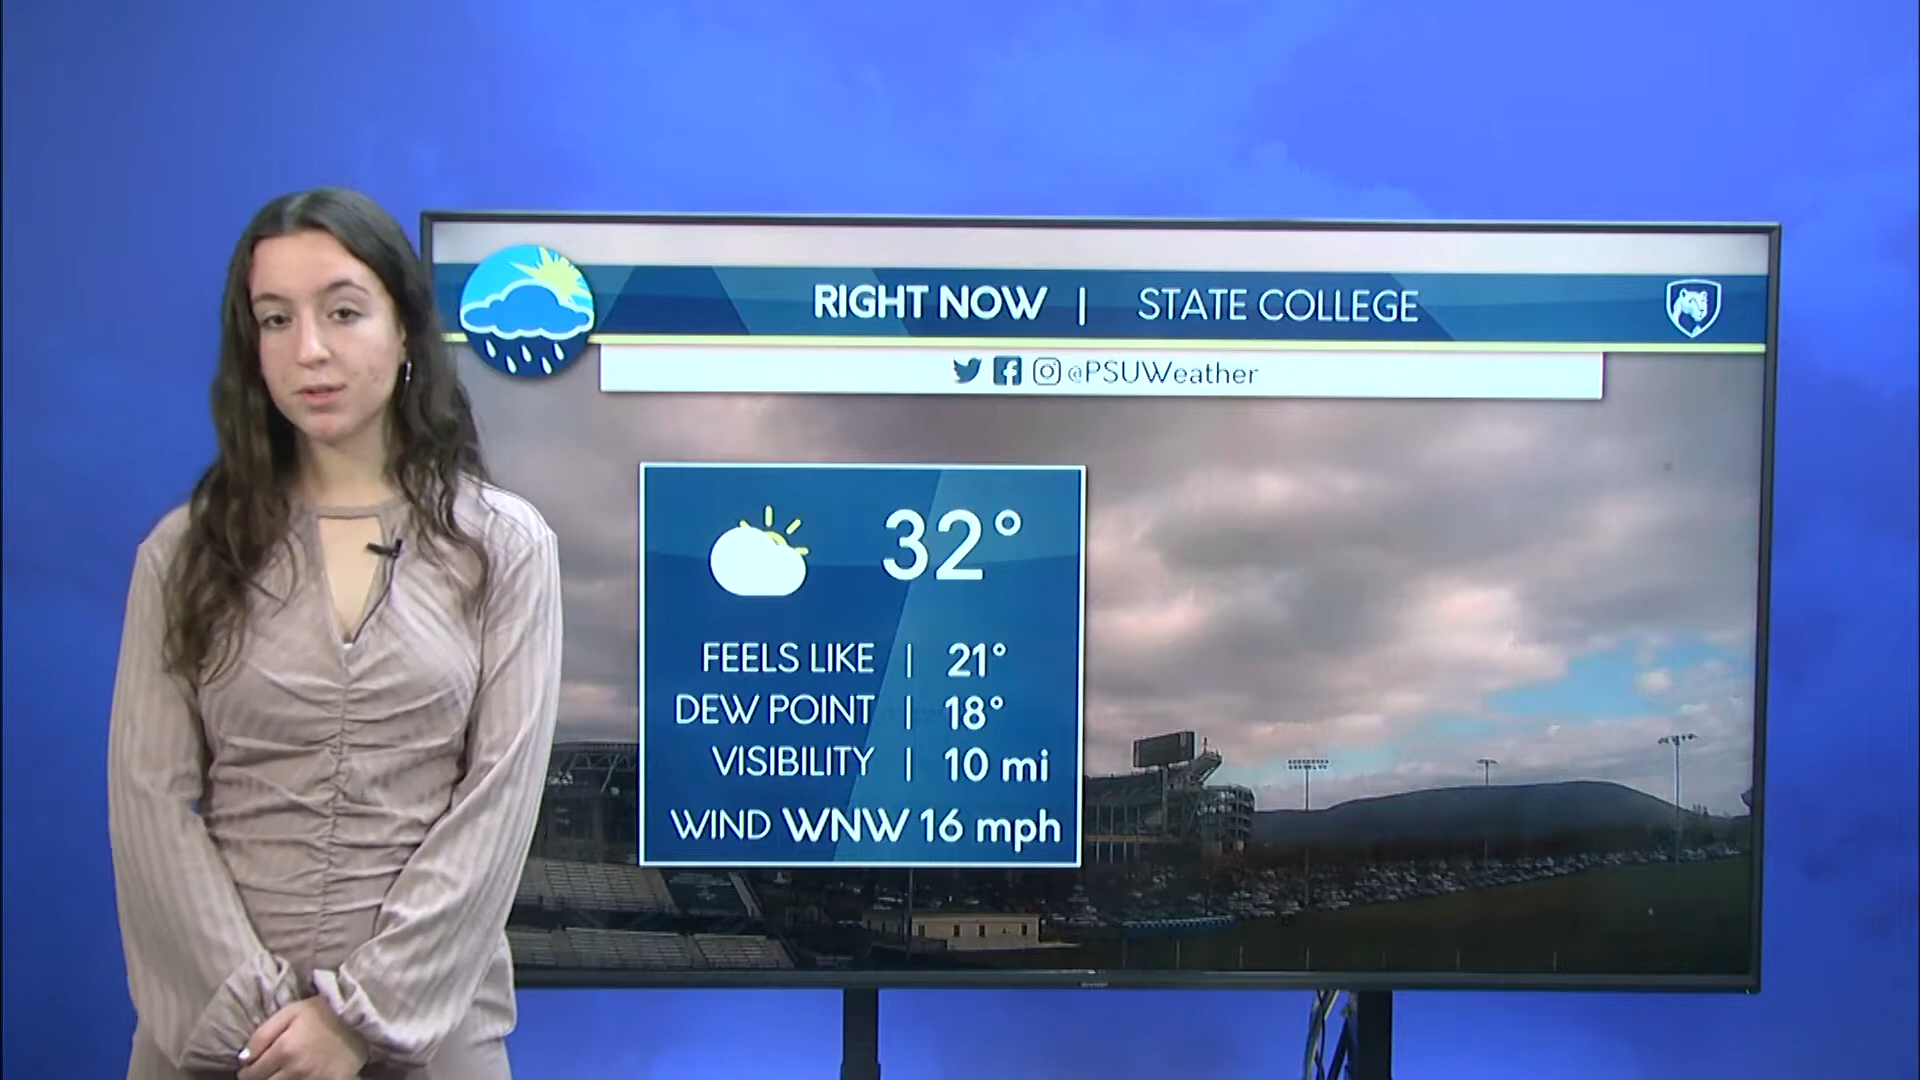 RIGHT NOW | STATE COLLEGE
@PSUWeather
32°
FEELS LIKE | 21°
DEW POINT | 18°
VISIBILITY | 10 mi
WIND WNW 16 mph